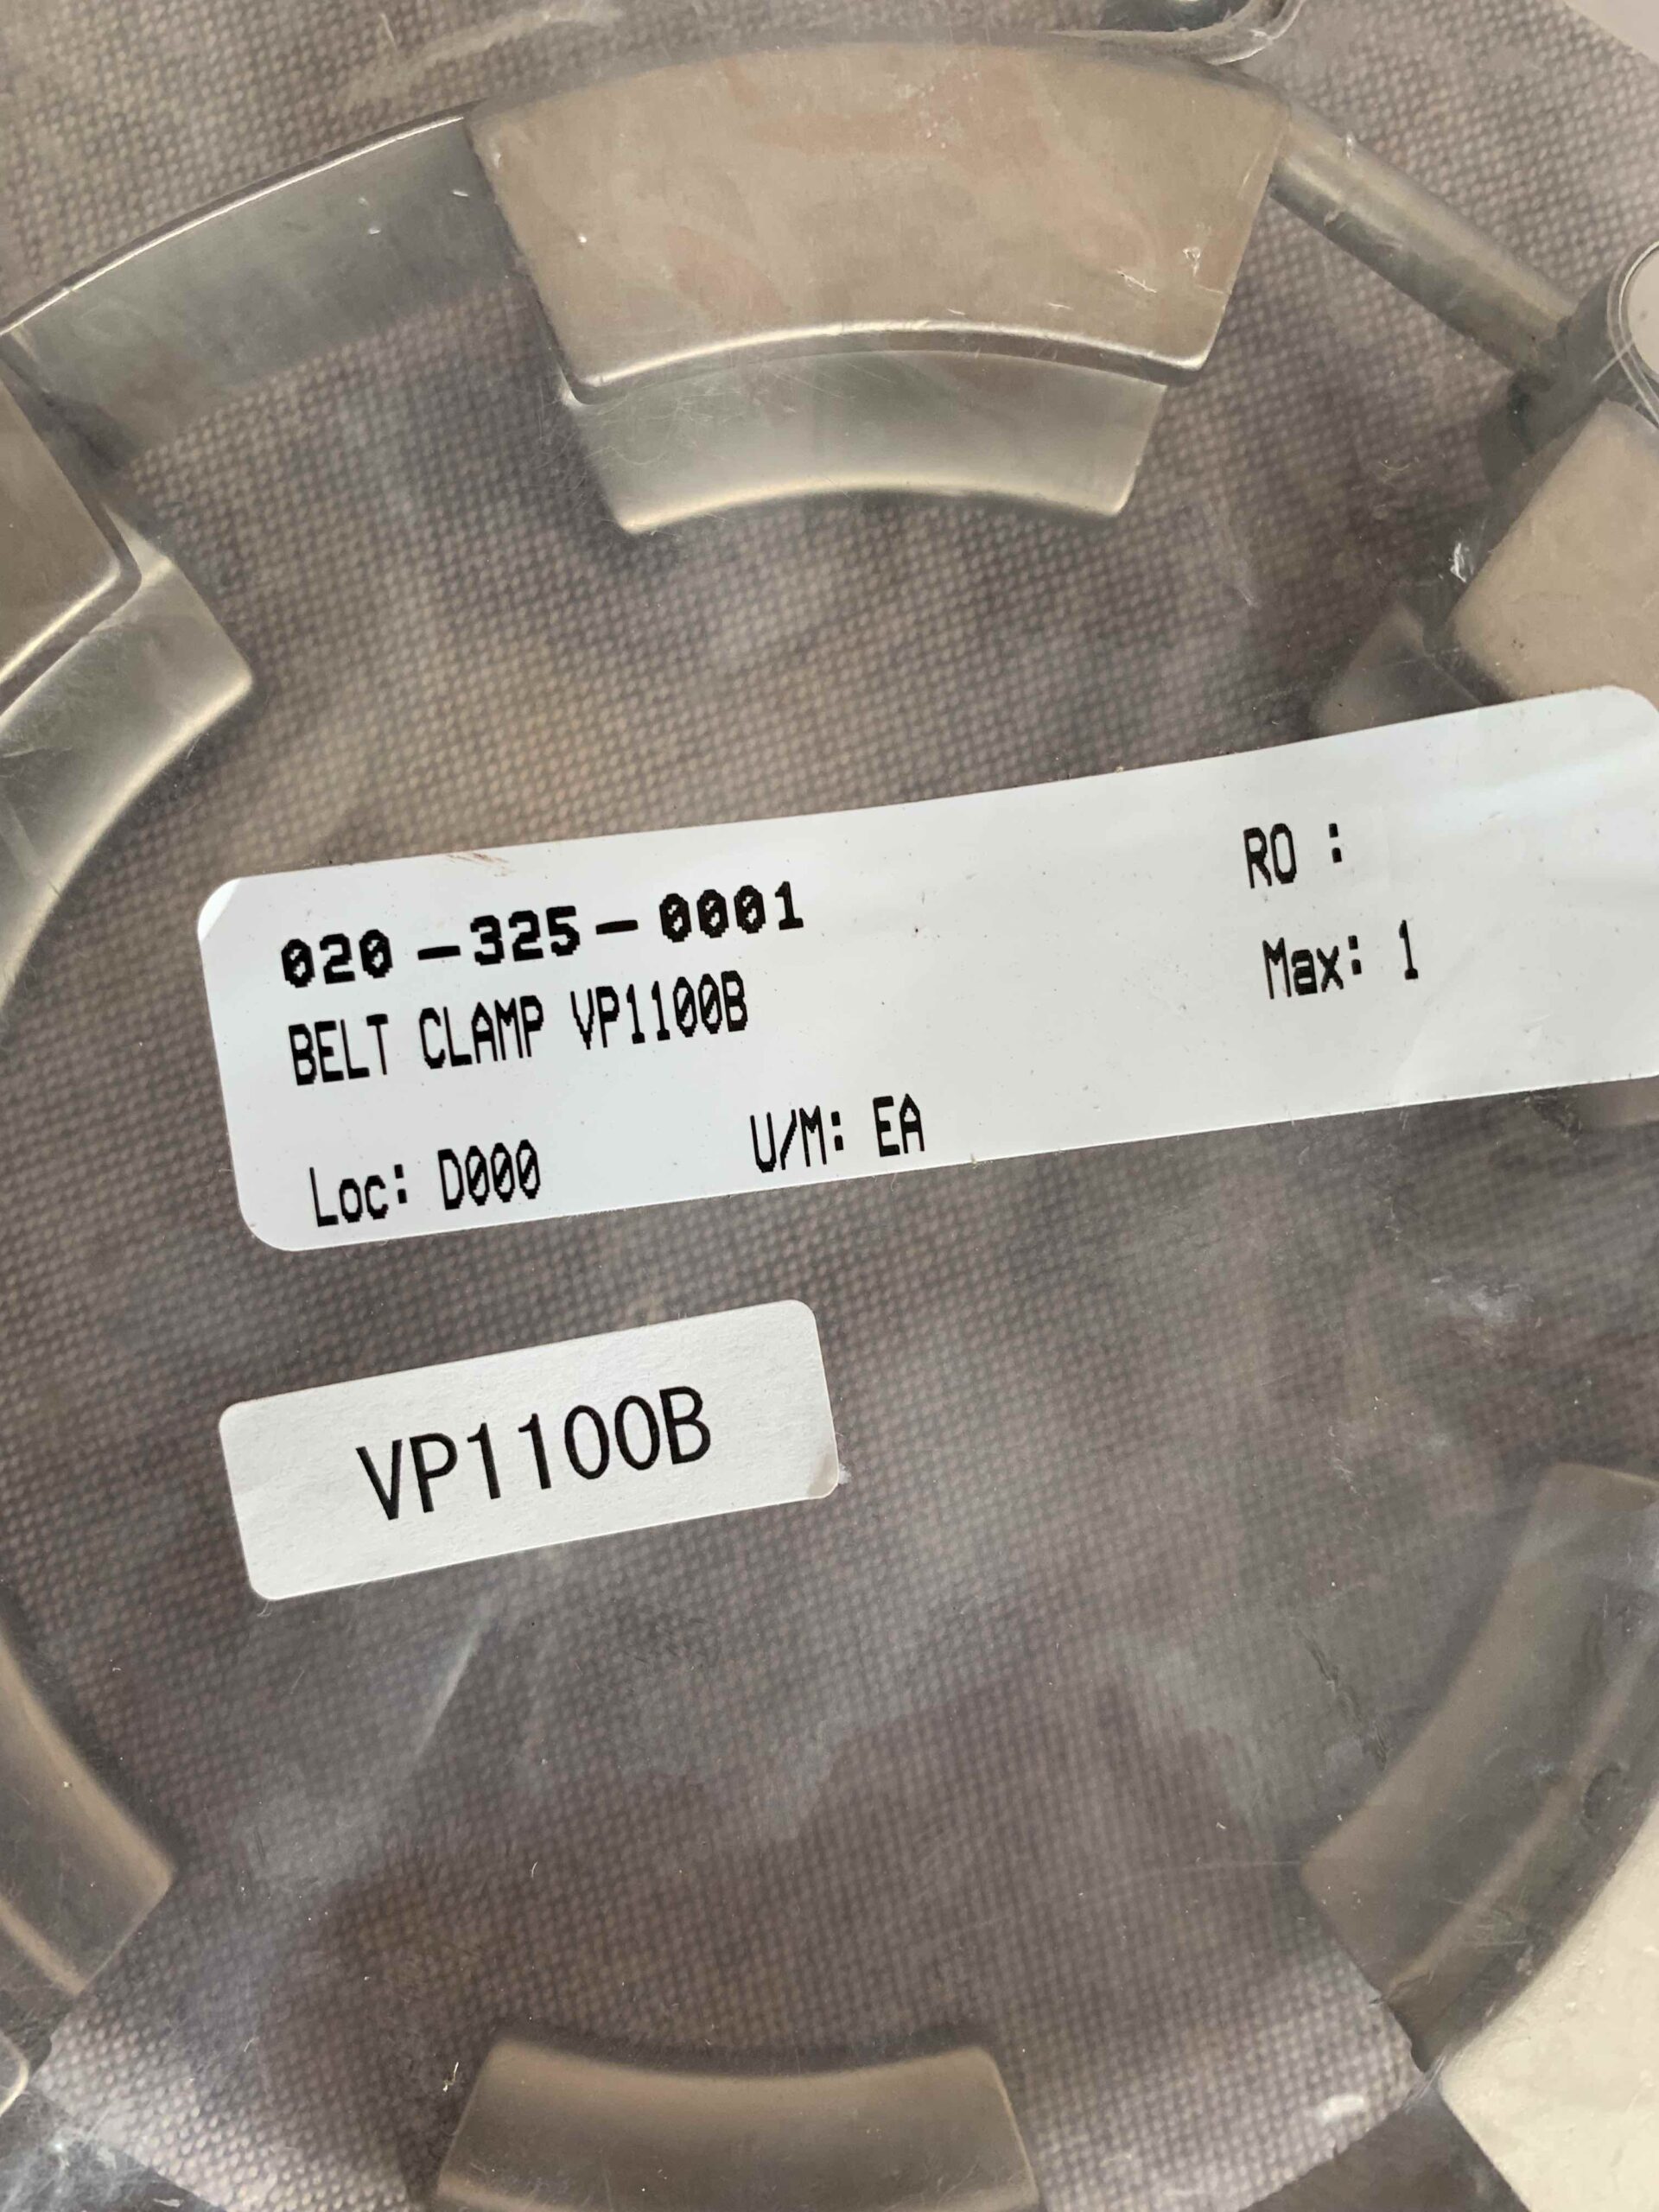 020-325-0001
RO :
BELT CLAMP VP1100B
Max: 1
Loc: D000 U/M: EA
VP1100B